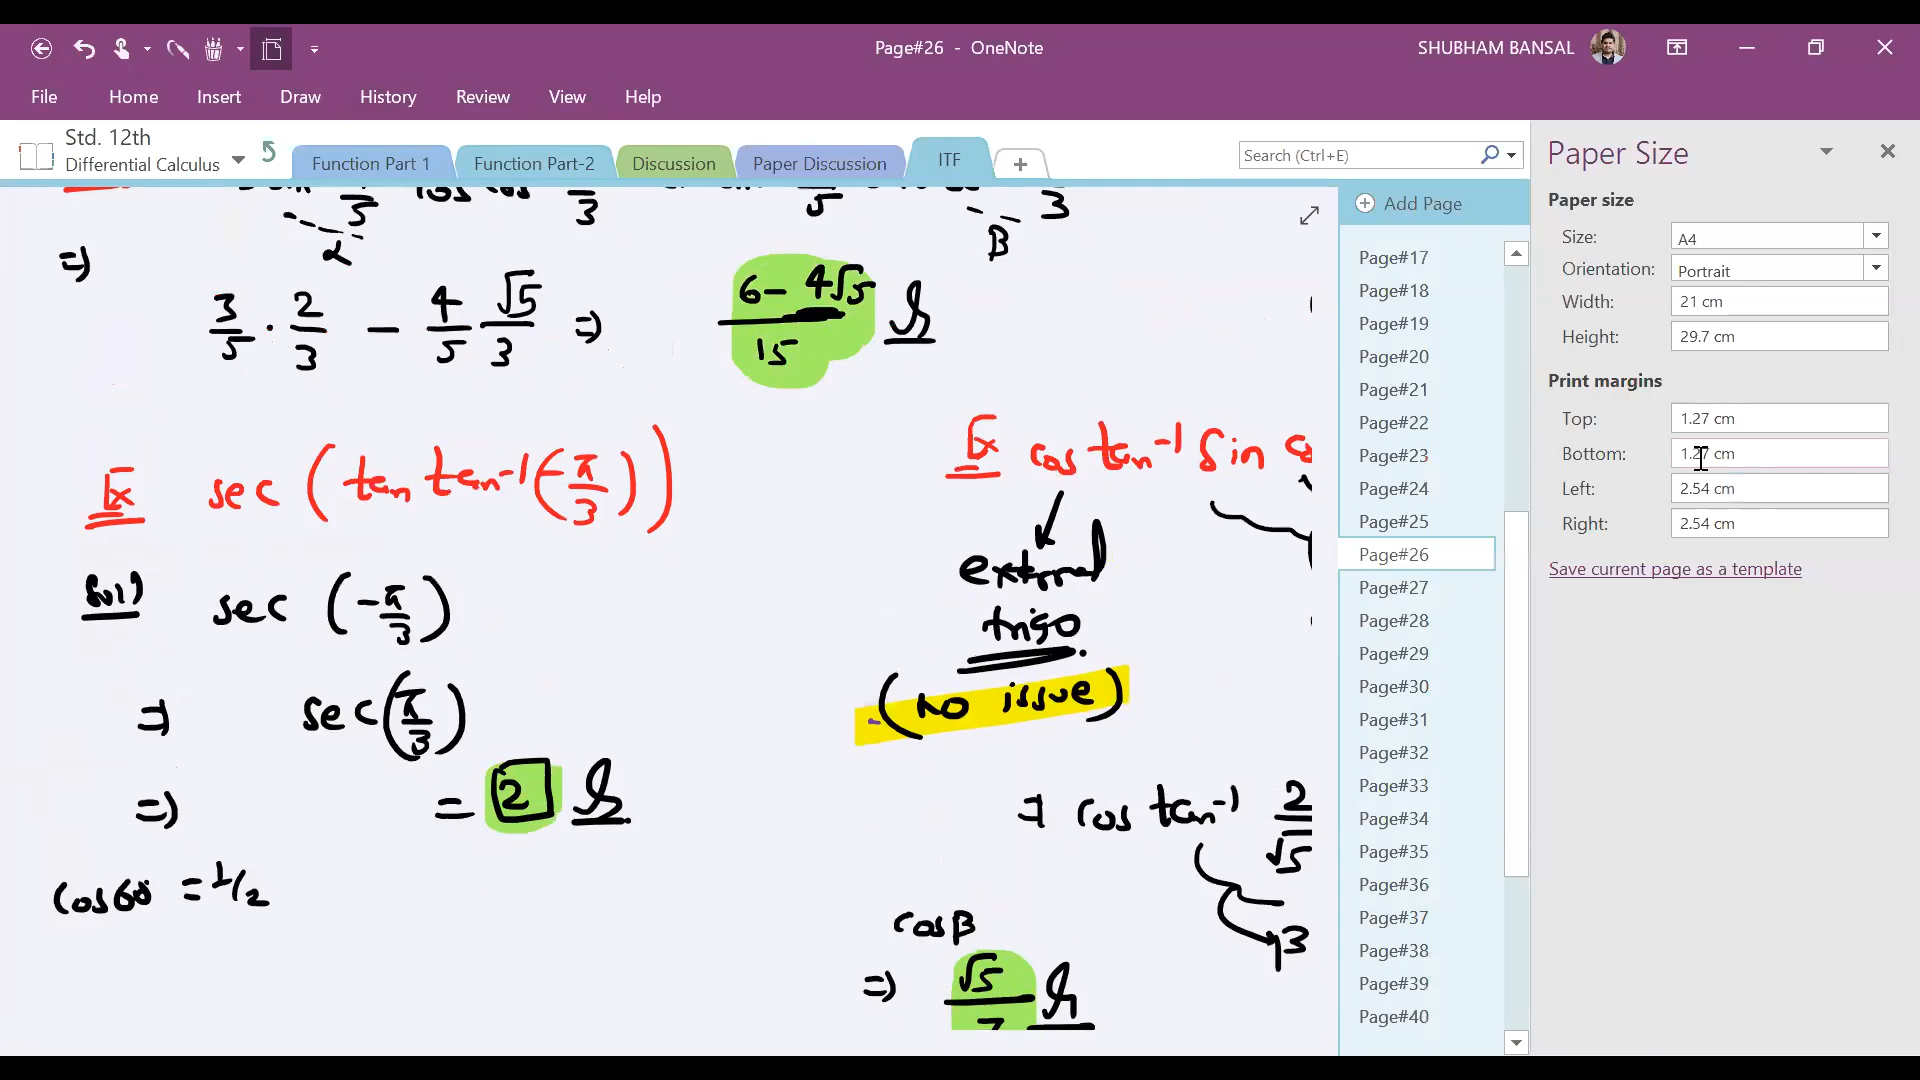 Page#26 - OneNote
SHUBHAM BANSAL
File Home Insert Draw History Review View Help
Std. 12th
Differential Calculus
Function Part 1
Function Part-2
Discussion
Paper Discussion
ITF
Search (Ctrl+E)
α
β
=) 3/5 · 2/3 − 4/5 √5/3 =) 6−4√5/15
Ex sec (tan tan⁻¹(−π/3))
Sol) sec (−π/3)
=) sec(π/3)
=) = 2
cos60 = 1/2
Ex cos tan⁻¹ sin
external
trigo
(no issue)
=) cos tan⁻¹ 2/√5
β
cosβ
=) √5/
Add Page
Page#17
Page#18
Page#19
Page#20
Page#21
Page#22
Page#23
Page#24
Page#25
Page#26
Page#27
Page#28
Page#29
Page#30
Page#31
Page#32
Page#33
Page#34
Page#35
Page#36
Page#37
Page#38
Page#39
Page#40
Paper Size
Paper size
Size: A4
Orientation: Portrait
Width: 21 cm
Height: 29.7 cm
Print margins
Top: 1.27 cm
Bottom: 1.27 cm
Left: 2.54 cm
Right: 2.54 cm
Save current page as a template